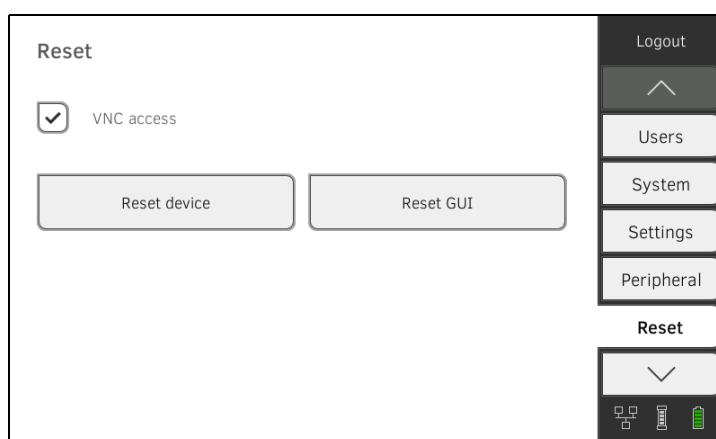 Reset
VNC access
Reset device
Reset GUI
Logout
Users
System
Settings
Peripheral
Reset